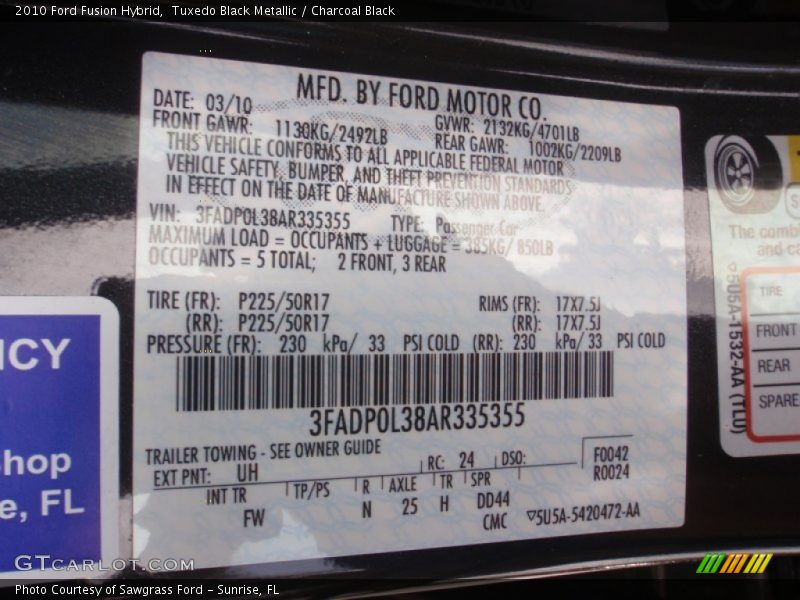 2010 Ford Fusion Hybrid, Tuxedo Black Metallic / Charcoal Black
MFD. BY FORD MOTOR CO.
DATE: 03/10
GVWR: 2132KG/4701LB
FRONT GAWR: 1130KG/2492LB
REAR GAWR: 1002KG/2209LB
THIS VEHICLE CONFORMS TO ALL APPLICABLE FEDERAL MOTOR
VEHICLE SAFETY, BUMPER, AND THEFT PREVENTION STANDARDS
IN EFFECT ON THE DATE OF MANUFACTURE SHOWN ABOVE.
VIN: 3FADP0L38AR335355 TYPE: Passenger Car
MAXIMUM LOAD = OCCUPANTS + LUGGAGE = 385KG/ 850LB
OCCUPANTS = 5 TOTAL; 2 FRONT, 3 REAR
TIRE (FR): P225/50R17 RIMS (FR): 17X7.5J
(RR): P225/50R17 (RR): 17X7.5J
PRESSURE (FR): 230 kPa/ 33 PSI COLD (RR): 230 kPa/ 33 PSI COLD
3FADP0L38AR335355
TRAILER TOWING - SEE OWNER GUIDE
EXT PNT: UH RC: 24 DSO: F0042
R0024
INT TR TP/PS R AXLE TR SPR
FW N 25 H DD44
CMC ▽5U5A-5420472-AA
NCY
Shop
e, FL
The combi
and ca
▽5U5A-1532-AA (TL0)
TIRE
FRONT
REAR
SPARE
GTCARLOT.COM
Photo Courtesy of Sawgrass Ford - Sunrise, FL